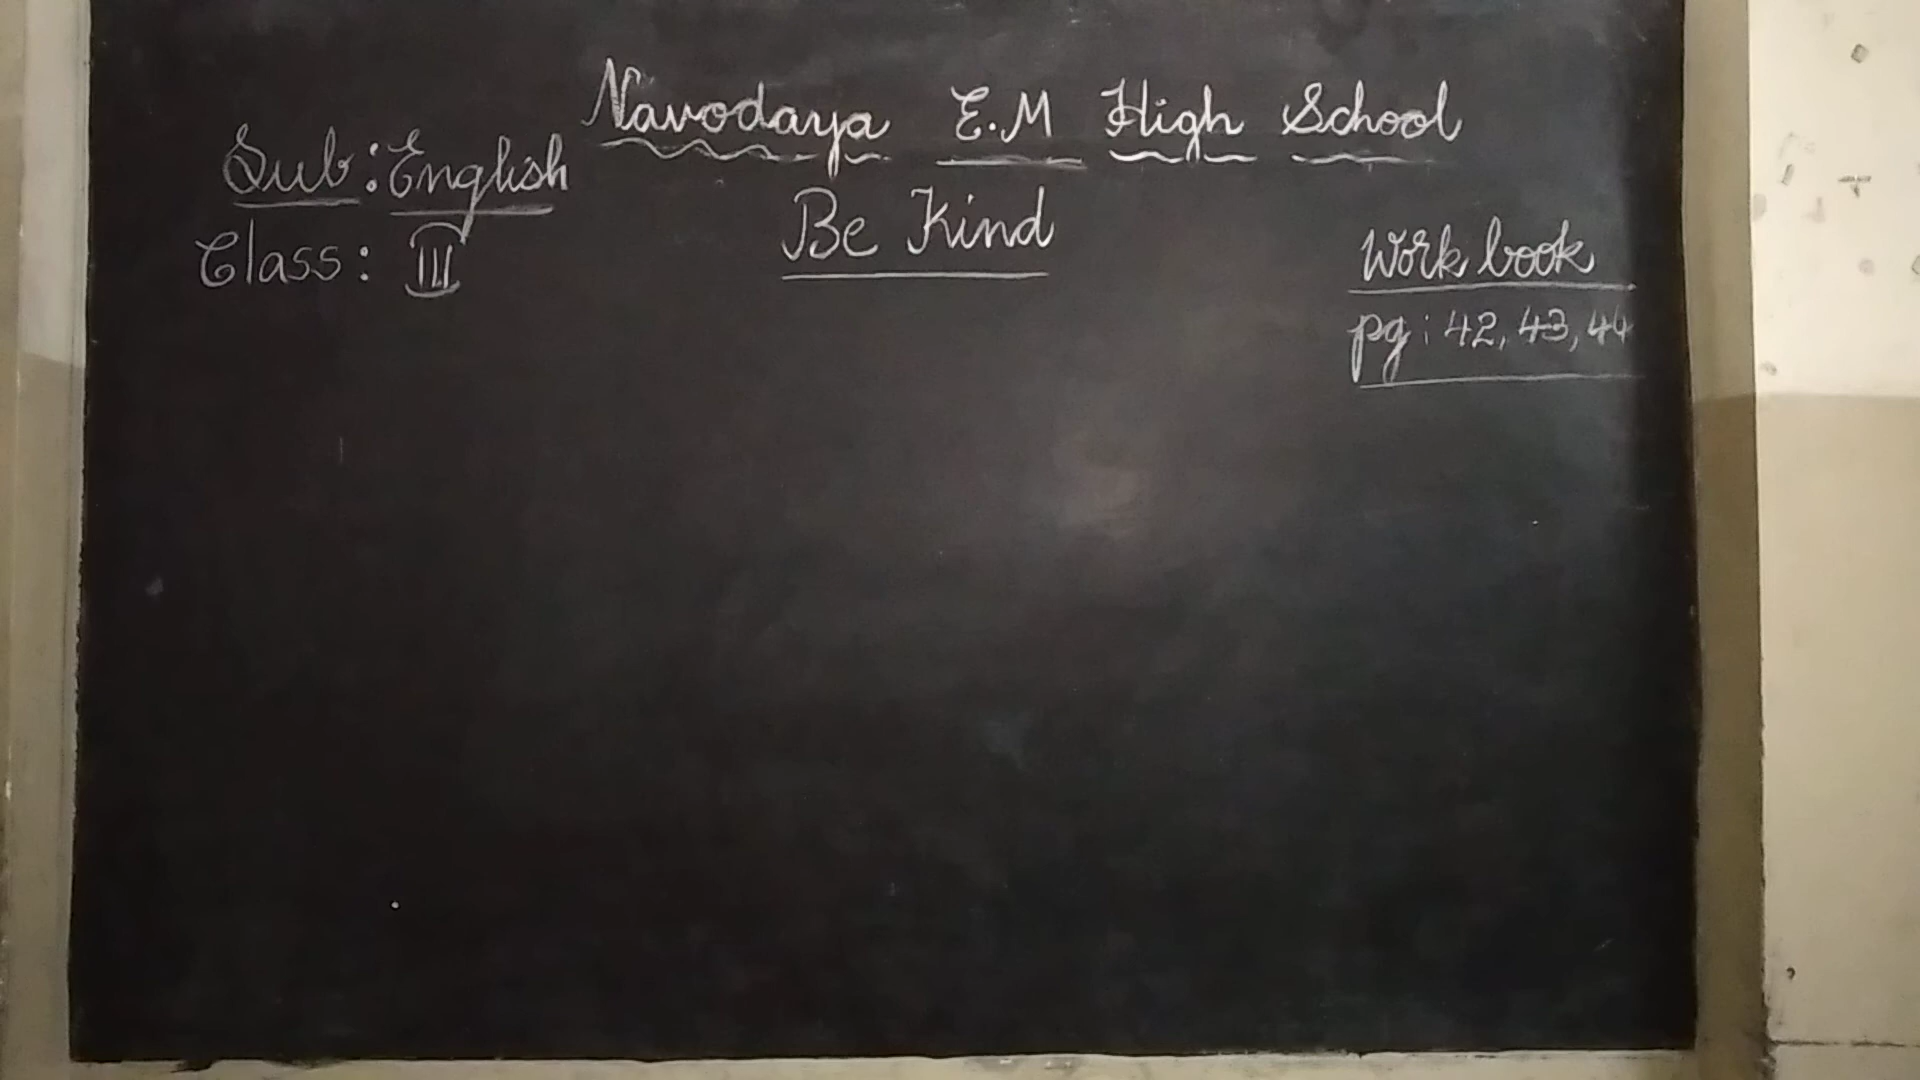 Navodaya E.M High School
Sub: English
Be Kind
Class: III
Work book
pg: 42, 43, 44